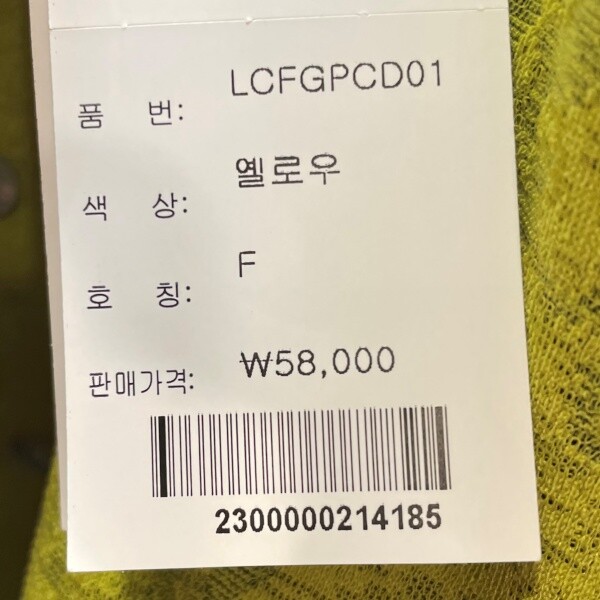 품 번: LCFGPCD01
색 상: 옐로우
호 칭: F
판매가격: ₩58,000
2300000214185